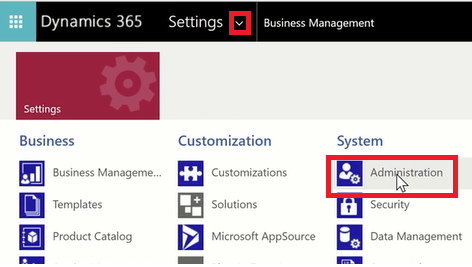 Dynamics 365 Settings Business Management
Settings
Business Customization System
Business Manageme... Customizations Administration
Templates Solutions Security
Product Catalog Microsoft AppSource Data Management